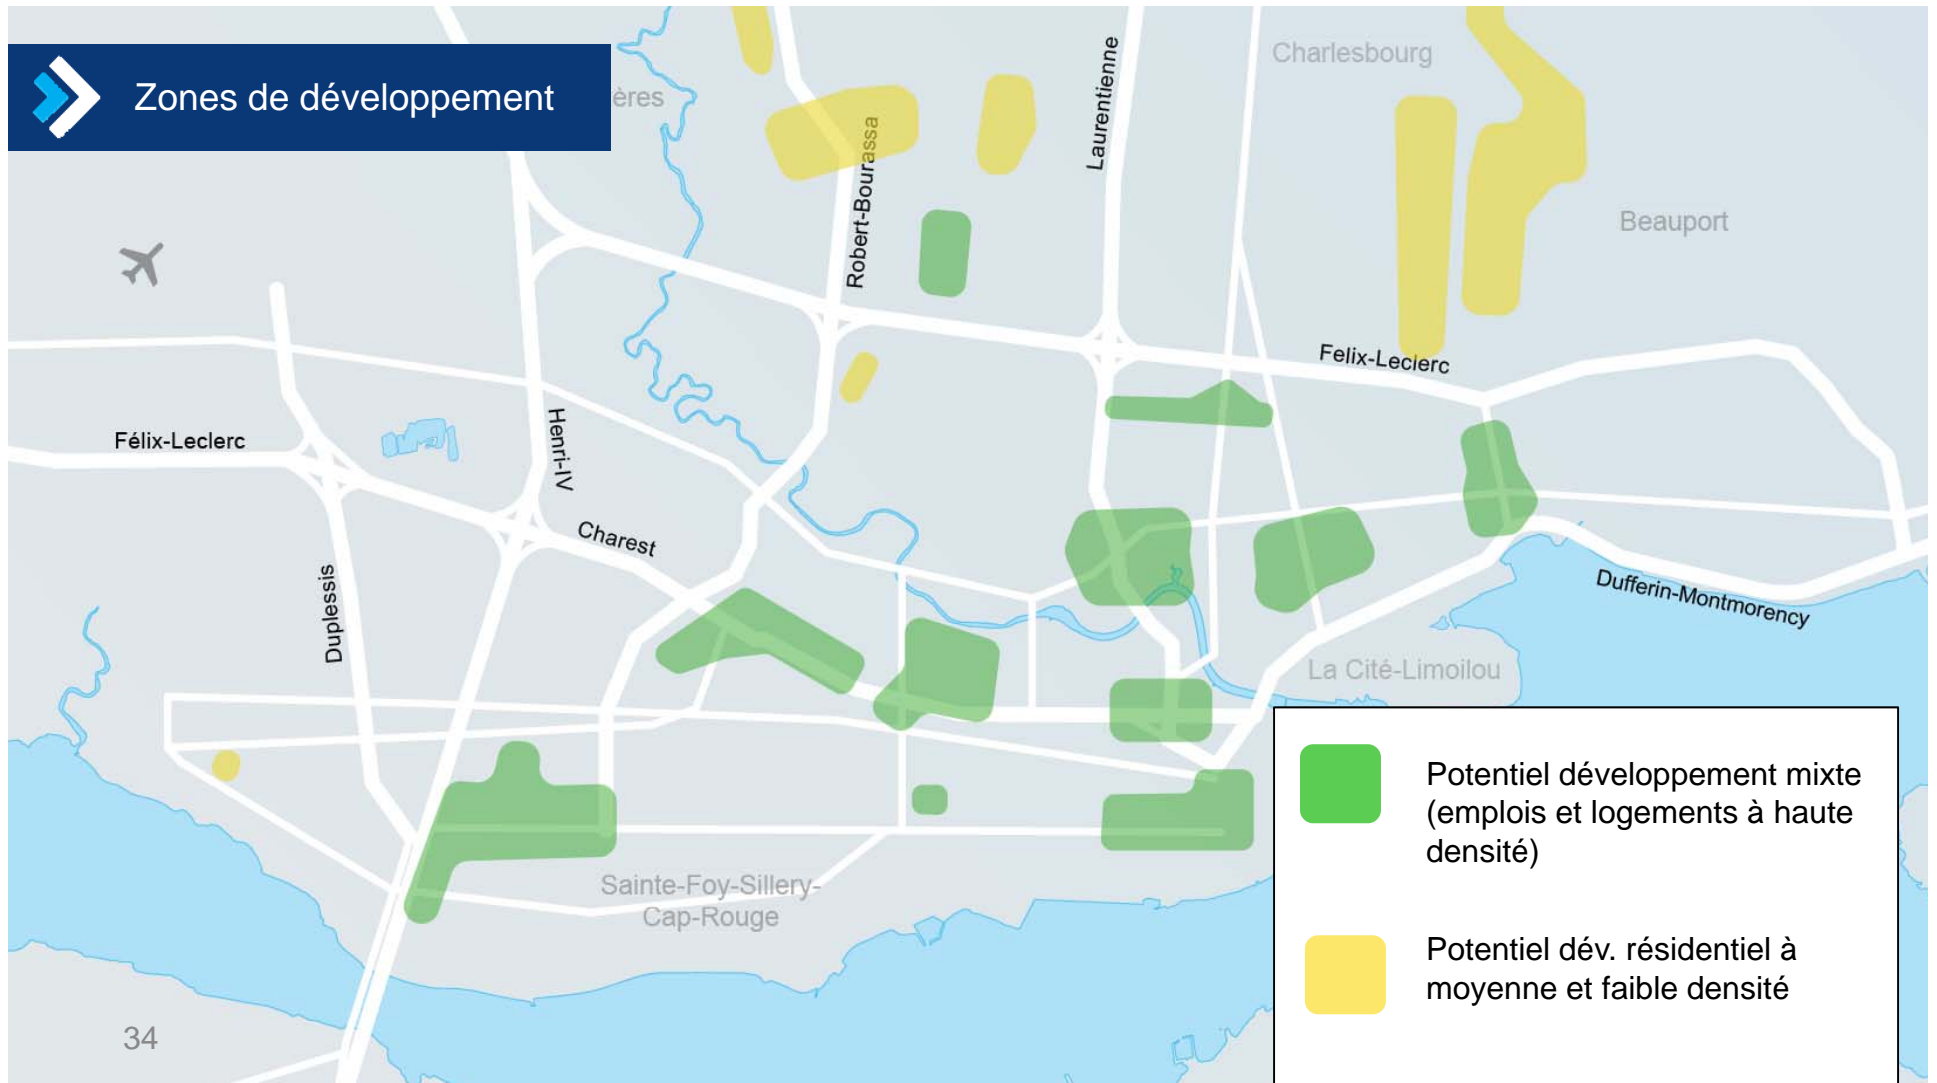 Zones de développement
ères
Charlesbourg
Laurentienne
Robert-Bourassa
Beauport
Felix-Leclerc
Félix-Leclerc
Henri-IV
Charest
Duplessis
Dufferin-Montmorency
La Cité-Limoilou
Sainte-Foy-Sillery-
Cap-Rouge
Potentiel développement mixte
(emplois et logements à haute
densité)
Potentiel dév. résidentiel à
moyenne et faible densité
34